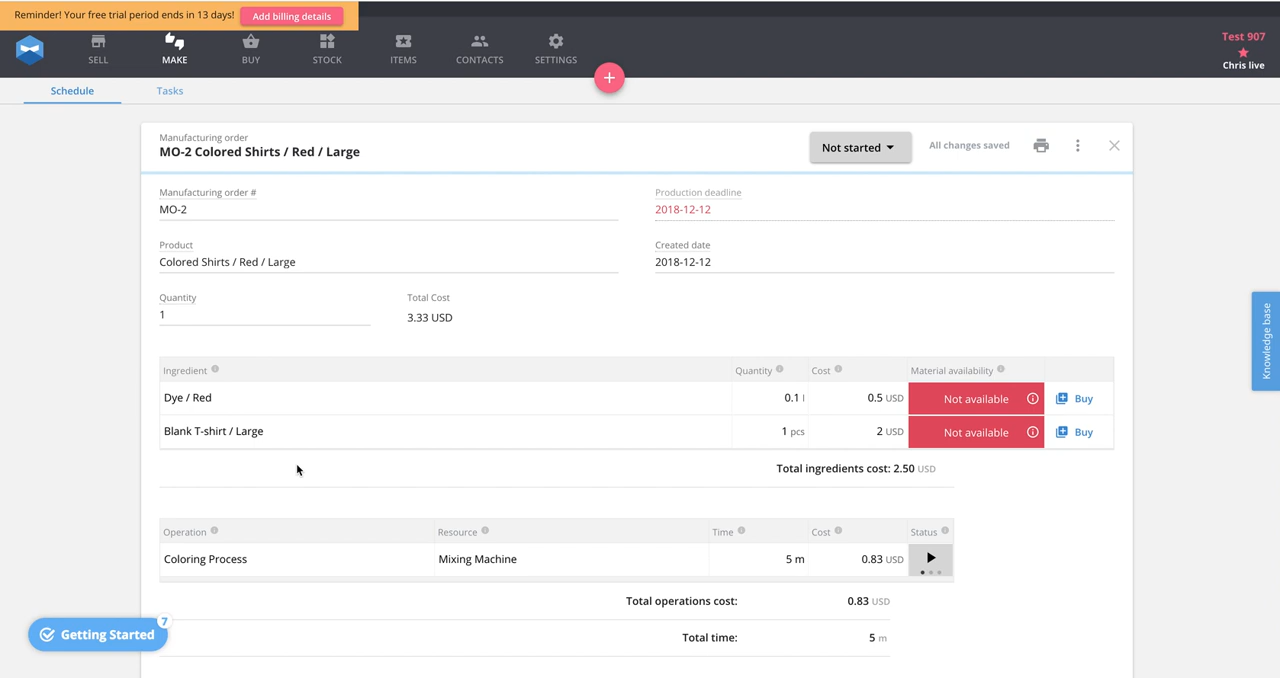 Reminder! Your free trial period ends in 13 days! Add billing details
SELL MAKE BUY STOCK ITEMS CONTACTS SETTINGS
Test 907
Chris live
+
Schedule Tasks
Manufacturing order
MO-2 Colored Shirts / Red / Large
Not started All changes saved
Manufacturing order # Production deadline
MO-2 2018-12-12
Product Created date
Colored Shirts / Red / Large 2018-12-12
Quantity Total Cost
1 3.33 USD
Knowledge base
Ingredient Quantity Cost Material availability
Dye / Red 0.1 l 0.5 USD Not available Buy
Blank T-shirt / Large 1 pcs 2 USD Not available Buy
Total ingredients cost: 2.50 USD
Operation Resource Time Cost Status
Coloring Process Mixing Machine 5 m 0.83 USD
Total operations cost: 0.83 USD
Getting Started 7
Total time: 5 m